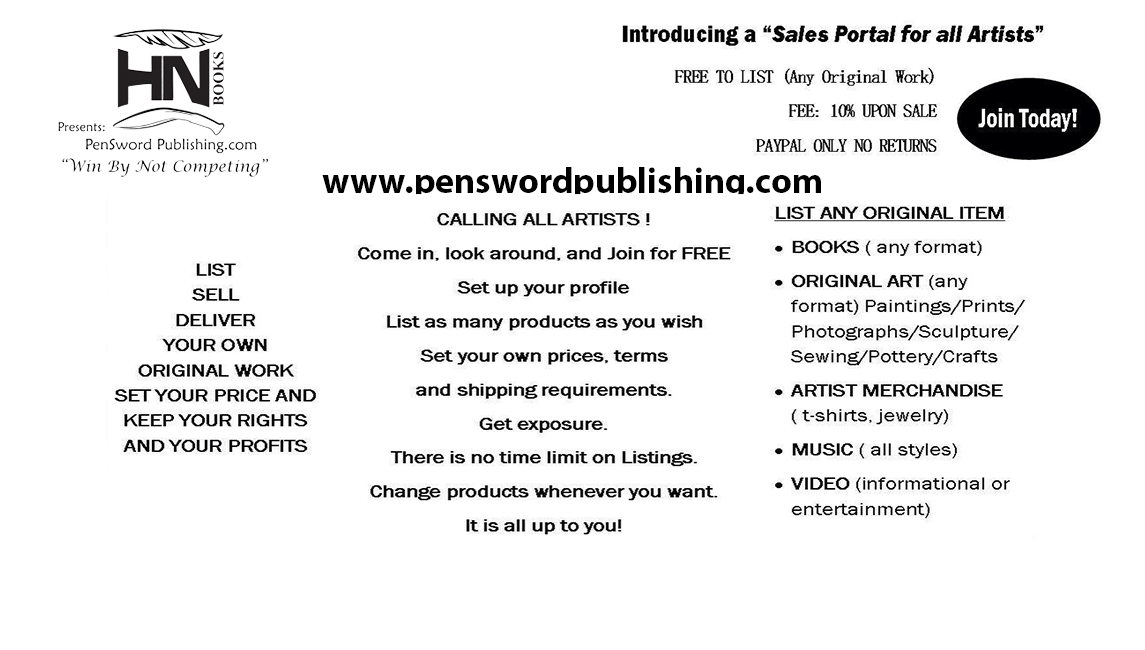 HN BOOKS
Presents:
PenSword Publishing.com
“Win By Not Competing”
Introducing a “Sales Portal for all Artists”
FREE TO LIST (Any Original Work)
FEE: 10% UPON SALE
PAYPAL ONLY NO RETURNS
Join Today!
www.penswordpublishing.com
LIST
SELL
DELIVER
YOUR OWN
ORIGINAL WORK
SET YOUR PRICE AND
KEEP YOUR RIGHTS
AND YOUR PROFITS
CALLING ALL ARTISTS !
Come in, look around, and Join for FREE
Set up your profile
List as many products as you wish
Set your own prices, terms
and shipping requirements.
Get exposure.
There is no time limit on Listings.
Change products whenever you want.
It is all up to you!
LIST ANY ORIGINAL ITEM
• BOOKS ( any format)
• ORIGINAL ART (any
format) Paintings/Prints/
Photographs/Sculpture/
Sewing/Pottery/Crafts
• ARTIST MERCHANDISE
( t-shirts, jewelry)
• MUSIC ( all styles)
• VIDEO (informational or
entertainment)